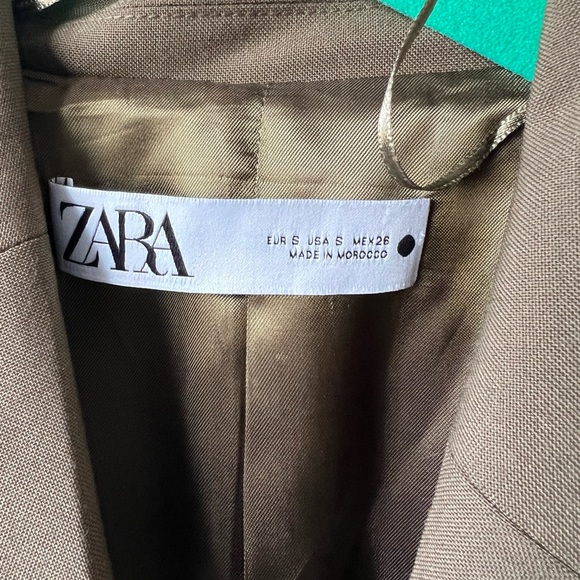 ZARA
EUR S USA S MEX 26
MADE IN MOROCCO